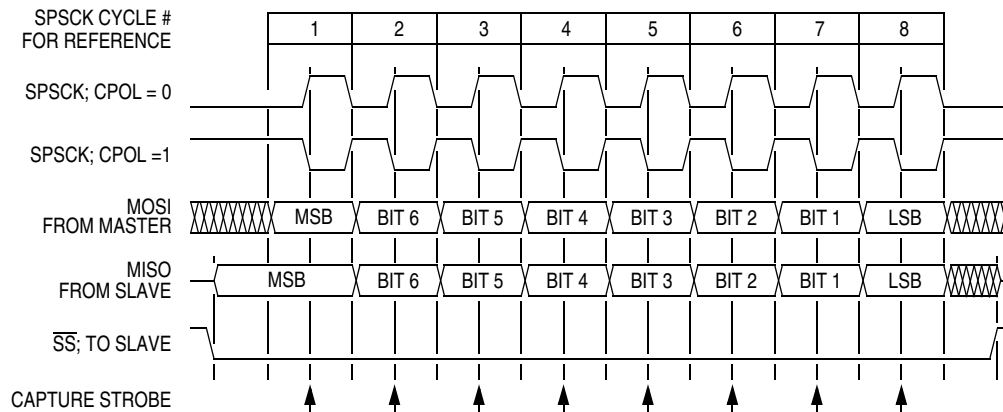 SPSCK CYCLE #
FOR REFERENCE
1 2 3 4 5 6 7 8
SPSCK; CPOL = 0
SPSCK; CPOL =1
MOSI
FROM MASTER
MSB BIT 6 BIT 5 BIT 4 BIT 3 BIT 2 BIT 1 LSB
MISO
FROM SLAVE
MSB BIT 6 BIT 5 BIT 4 BIT 3 BIT 2 BIT 1 LSB
SS; TO SLAVE
CAPTURE STROBE